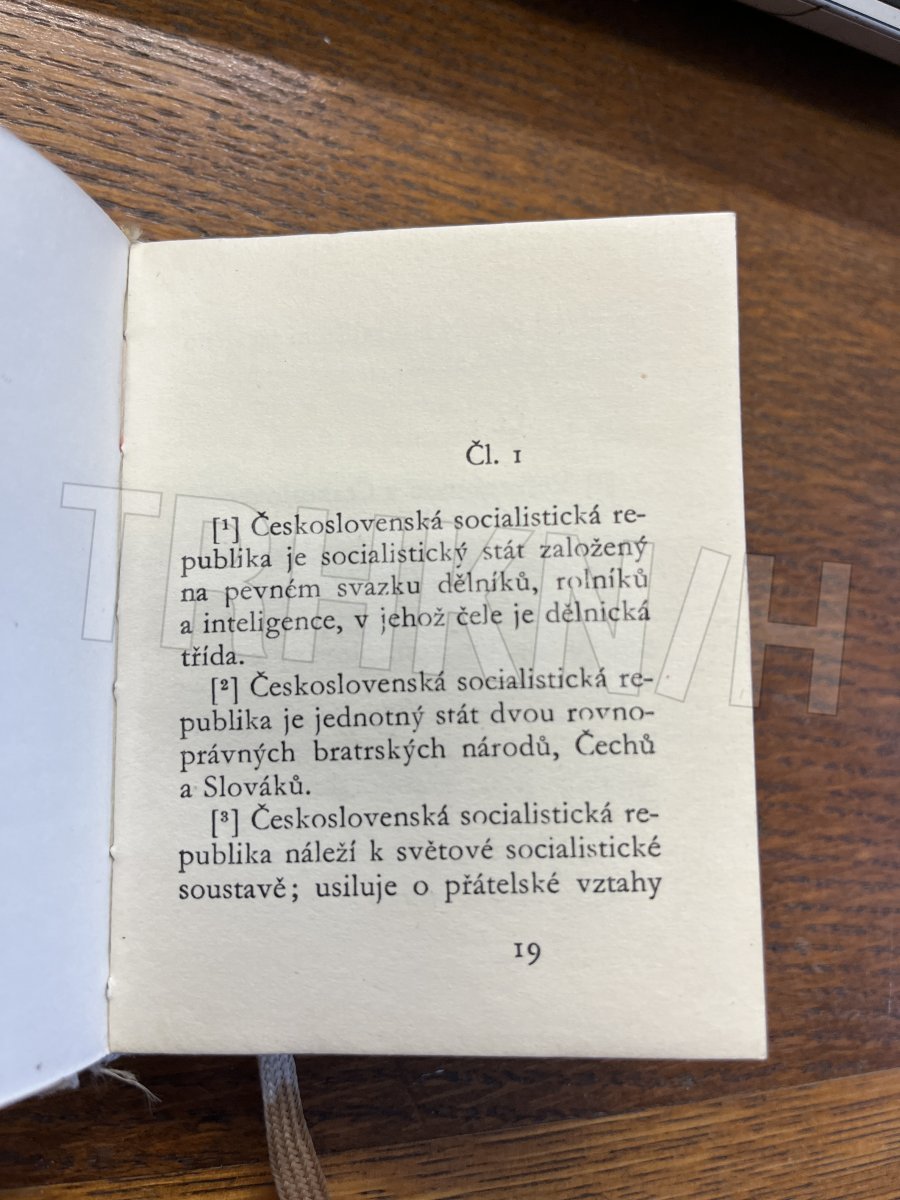 Čl. 1
[¹] Československá socialistická re-
publika je socialistický stát založený
na pevném svazku dělníků, rolníků
a inteligence, v jehož čele je dělnická
třída.
[²] Československá socialistická re-
publika je jednotný stát dvou rovno-
právných bratrských národů, Čechů
a Slováků.
[³] Československá socialistická re-
publika náleží k světové socialistické
soustavě; usiluje o přátelské vztahy
19
TRHKNIH